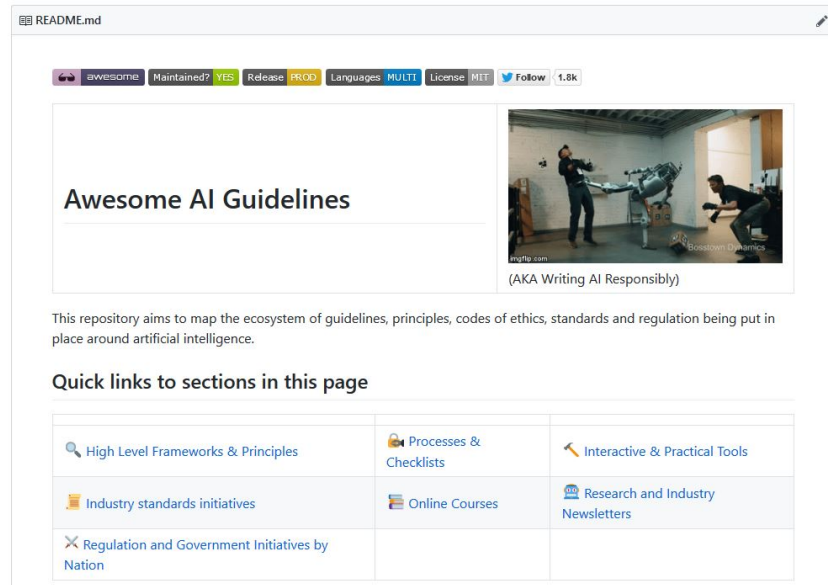 README.md
awesome Maintained? YES Release PROD Languages MULTI License MIT Follow 1.8k
Awesome AI Guidelines
Bosstown Dynamics
imgflip.com
(AKA Writing AI Responsibly)
This repository aims to map the ecosystem of guidelines, principles, codes of ethics, standards and regulation being put in
place around artificial intelligence.
Quick links to sections in this page
High Level Frameworks & Principles
Processes &
Checklists
Interactive & Practical Tools
Industry standards initiatives
Online Courses
Research and Industry
Newsletters
Regulation and Government Initiatives by
Nation